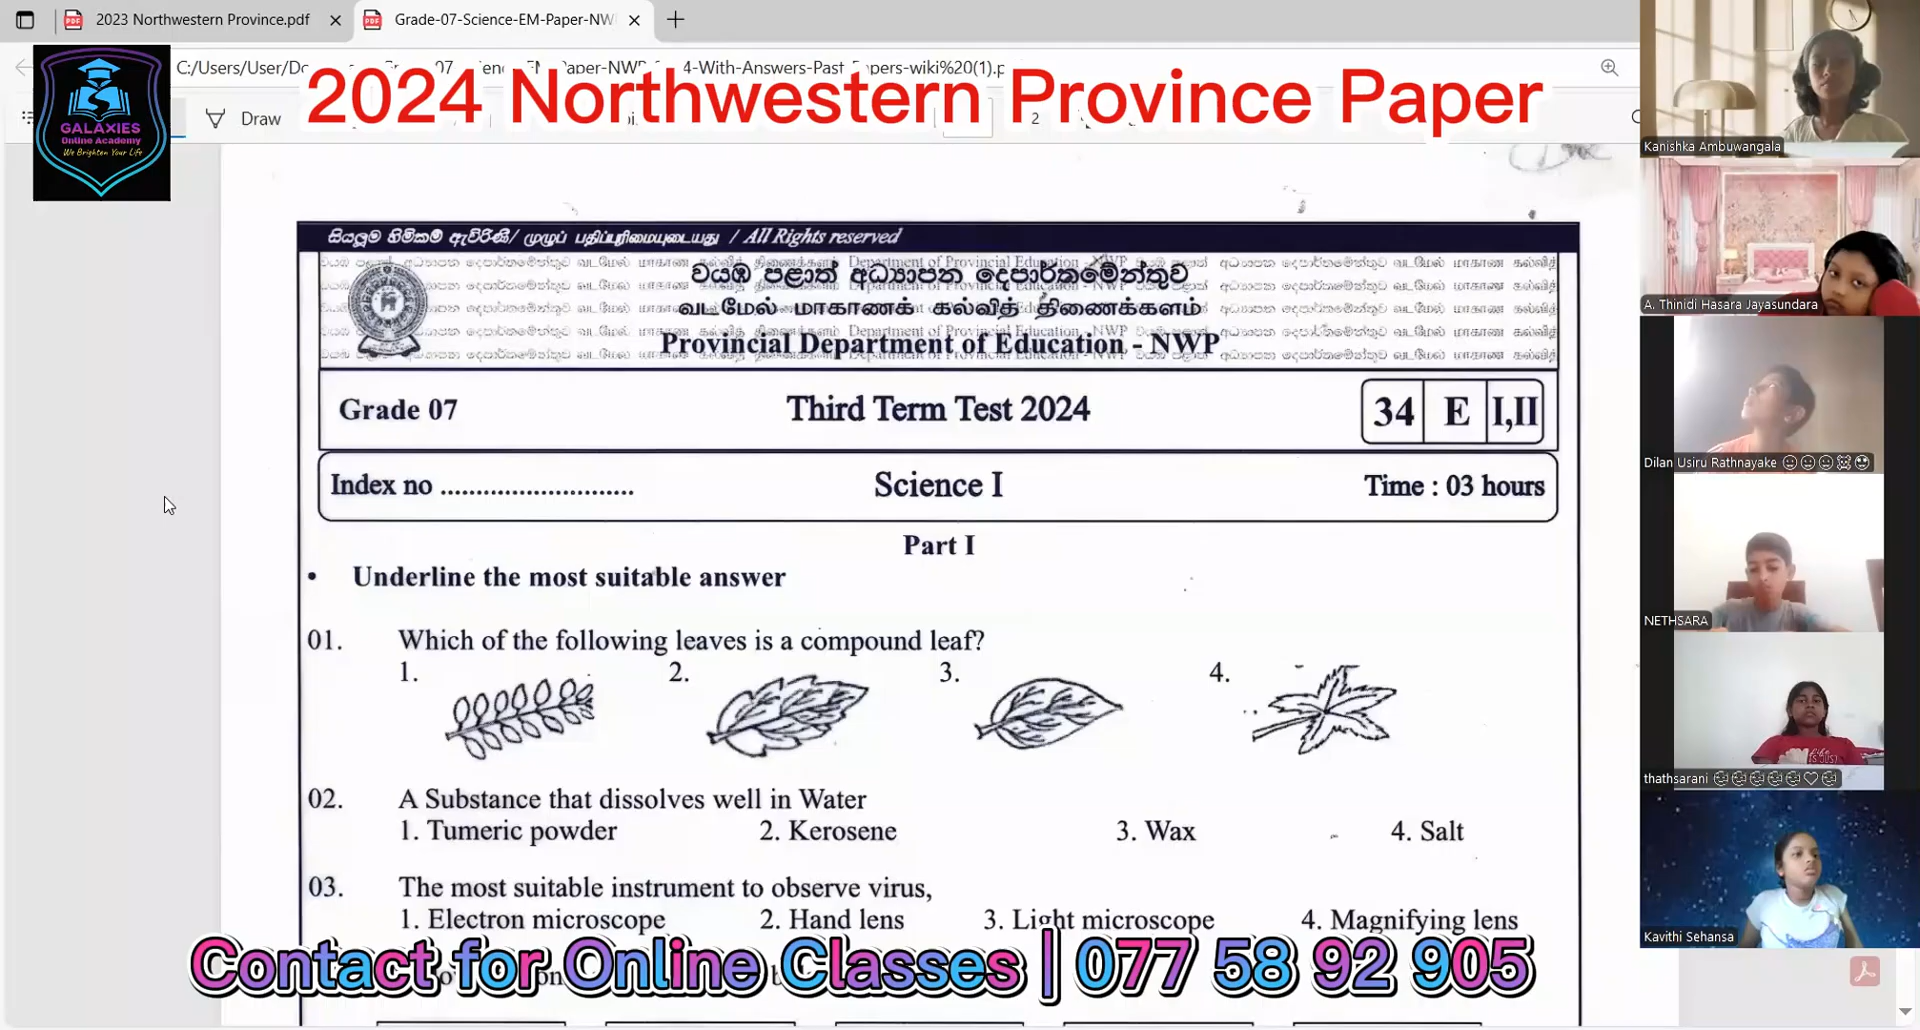 2023 Northwestern Province.pdf
Grade-07-Science-EM-Paper-NW
2024 Northwestern Province Paper
GALAXIES
Online Academy
We Brighten Your Life
Draw
2
සියලුම හිමිකම් ඇවිරිණි/ முழுப் பதிப்புரிமையுடையது / All Rights reserved
වයඹ පළාත් අධ්‍යාපන දෙපාර්තමේන්තුව
வடமேல் மாகாணக் கல்வித் திணைக்களம்
Provincial Department of Education - NWP
Grade 07
Third Term Test 2024
34 E I,II
Index no ...........................
Science I
Time : 03 hours
Part I
• Underline the most suitable answer
01. Which of the following leaves is a compound leaf?
1. 2. 3. 4.
02. A Substance that dissolves well in Water
1. Tumeric powder 2. Kerosene 3. Wax 4. Salt
03. The most suitable instrument to observe virus,
1. Electron microscope 2. Hand lens 3. Light microscope 4. Magnifying lens
Contact for Online Classes | 077 58 92 905
Kanishka Ambuwangala
A. Thinidi Hasara Jayasundara
Dilan Usiru Rathnayake
NETHSARA
thathsarani
Kavithi Sehansa